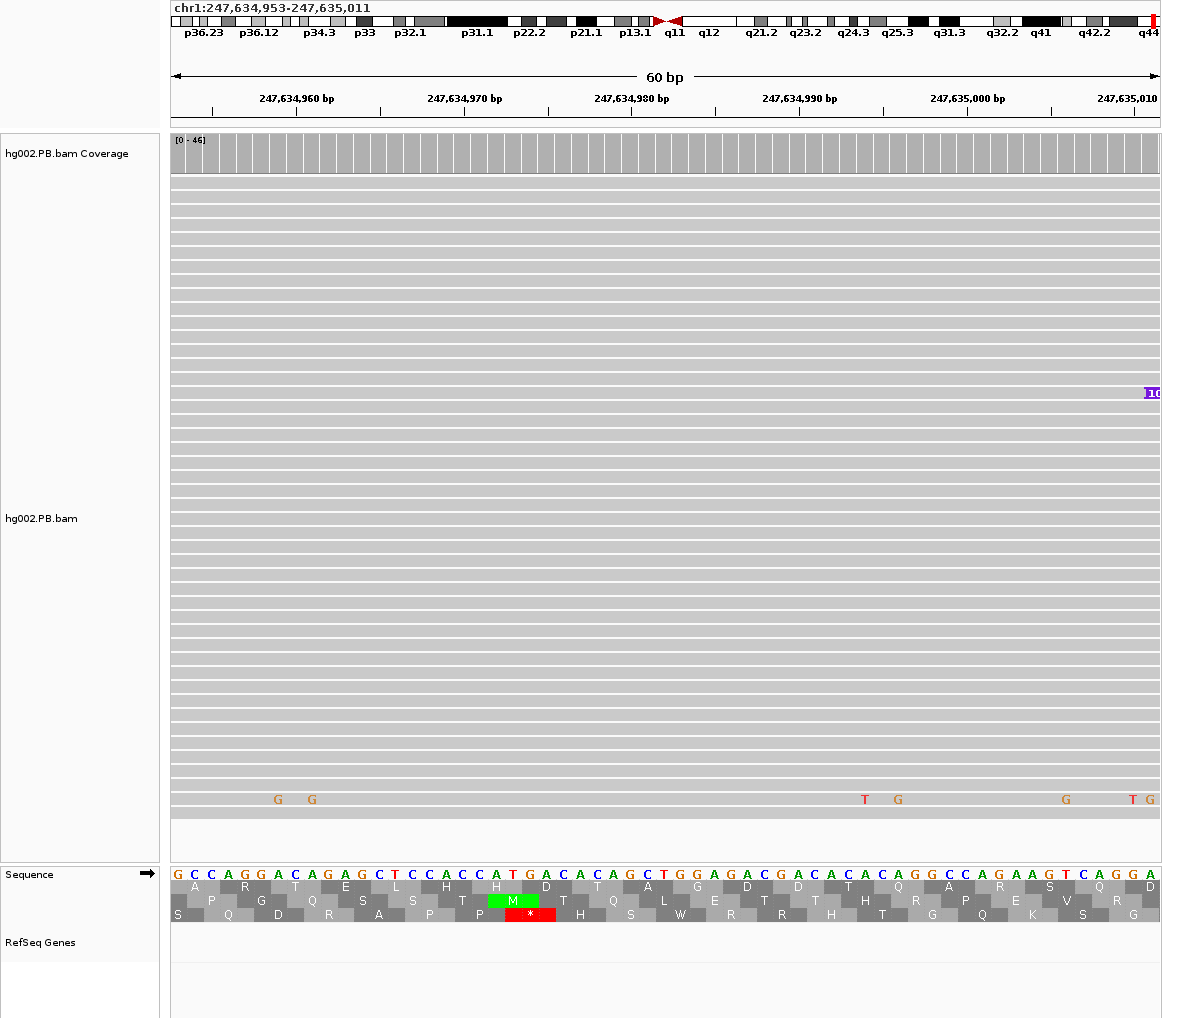 chr1:247,634,953-247,635,011
p36.23 p36.12 p34.3 p33 p32.1 p31.1 p22.2 p21.1 p13.1 q11 q12 q21.2 q23.2 q24.3 q25.3 q31.3 q32.2 q41 q42.2 q44
60 bp
247,634,960 bp 247,634,970 bp 247,634,980 bp 247,634,990 bp 247,635,000 bp 247,635,010
[0 - 46]
hg002.PB.bam Coverage
10
hg002.PB.bam
G G T G G T G
Sequence
G C C A G G A C A G A G C T C C A C C A T G A C A C A G C T G G A G A C G A C A C A C A G G C C A G A A G T C A G G A
A R T E L H H D T A G D D T Q A R S Q D
P G Q S S T M T Q L E T T H R P E V R
S Q D R A P P * H S W R R H T G Q K S G
RefSeq Genes